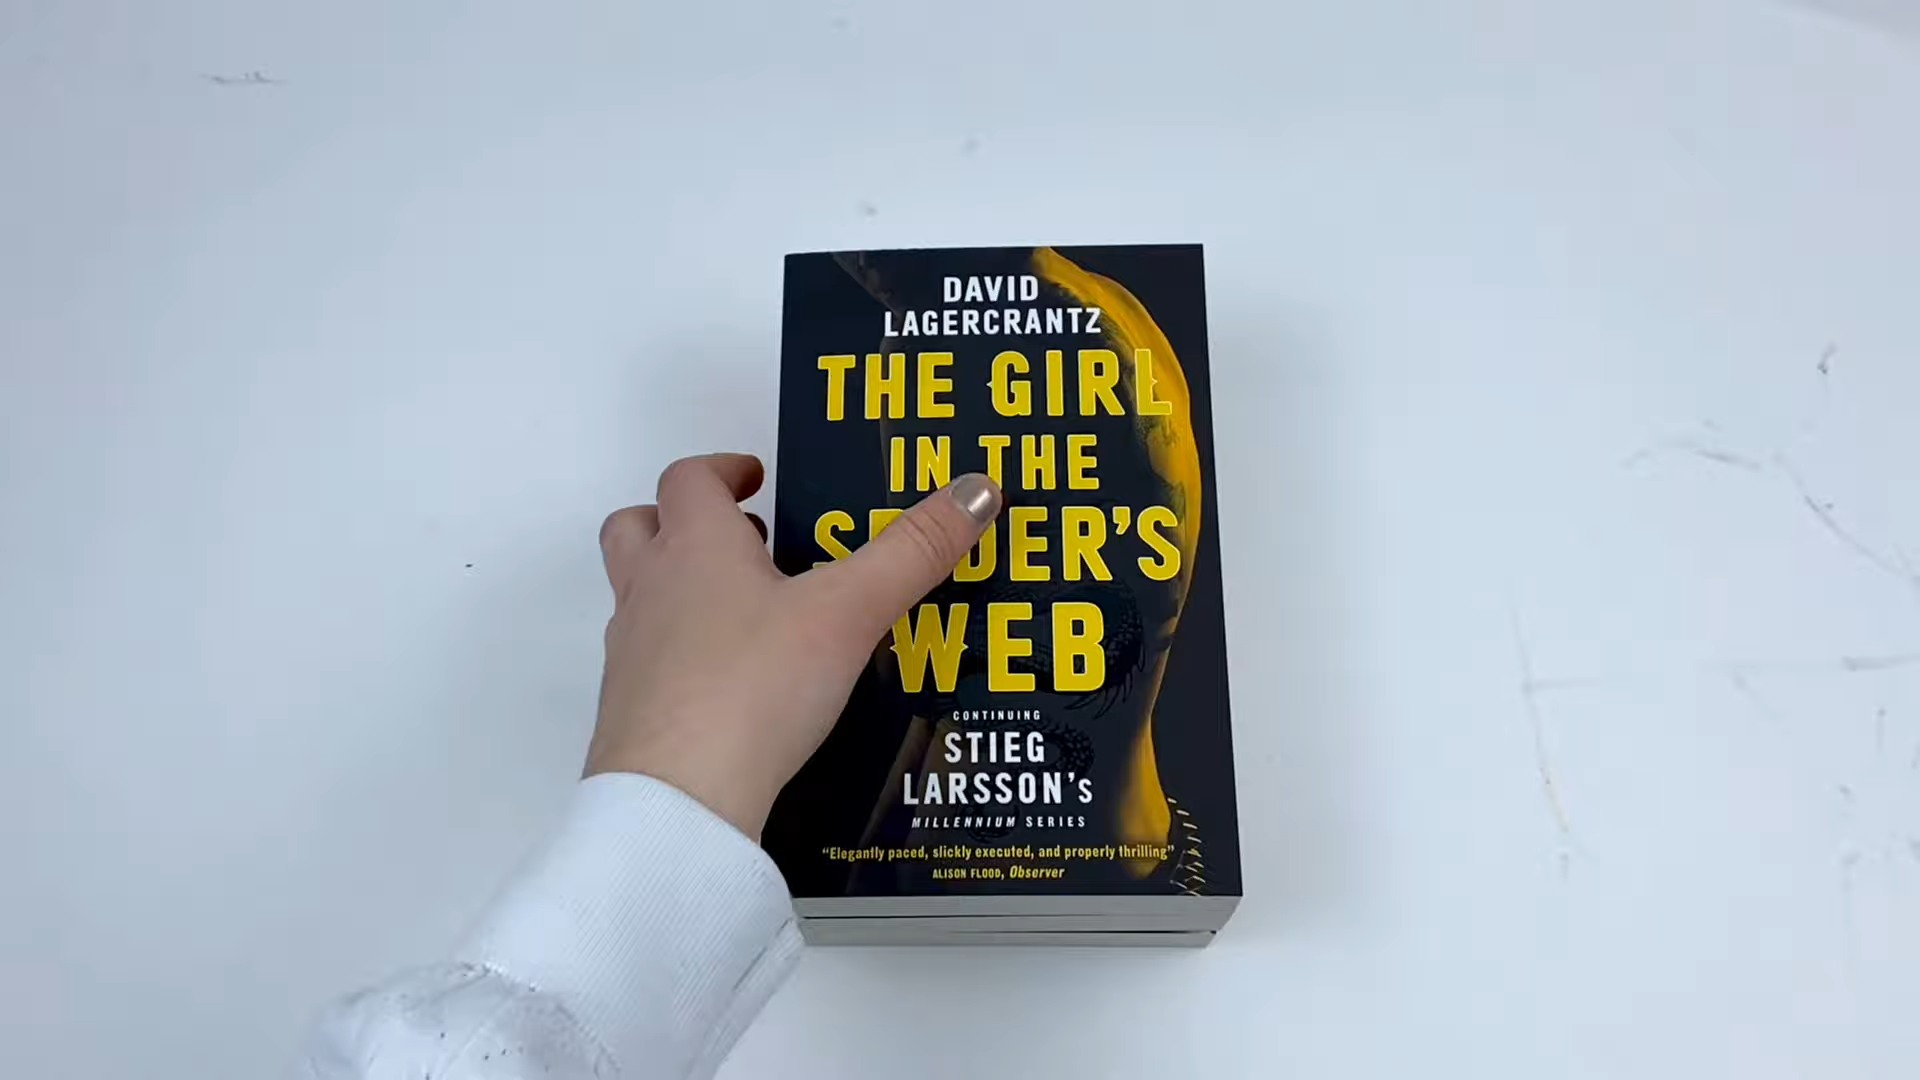 DAVID
LAGERCRANTZ
THE GIRL
IN THE
SPIDER'S
WEB
CONTINUING
STIEG
LARSSON's
MILLENNIUM SERIES
“Elegantly paced, slickly executed, and properly thrilling”
ALISON FLOOD, Observer